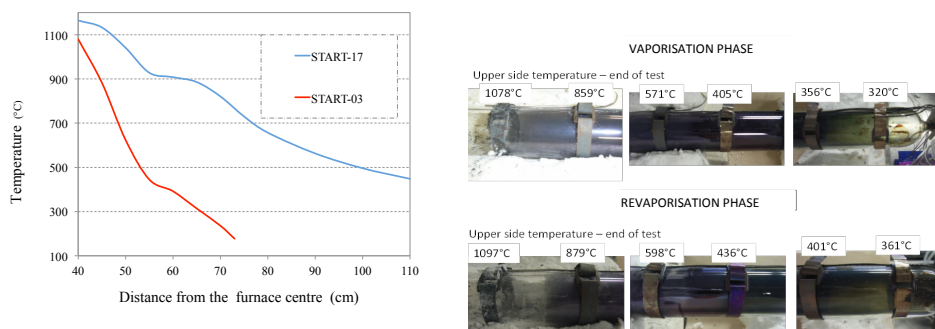 1100
900
700
500
300
100
40 50 60 70 80 90 100 110
Temperature (°C)
Distance from the furnace centre (cm)
START-17
START-03
VAPORISATION PHASE
Upper side temperature – end of test
1078°C 859°C 571°C 405°C 356°C 320°C
REVAPORISATION PHASE
Upper side temperature – end of test
1097°C 879°C 598°C 436°C 401°C 361°C